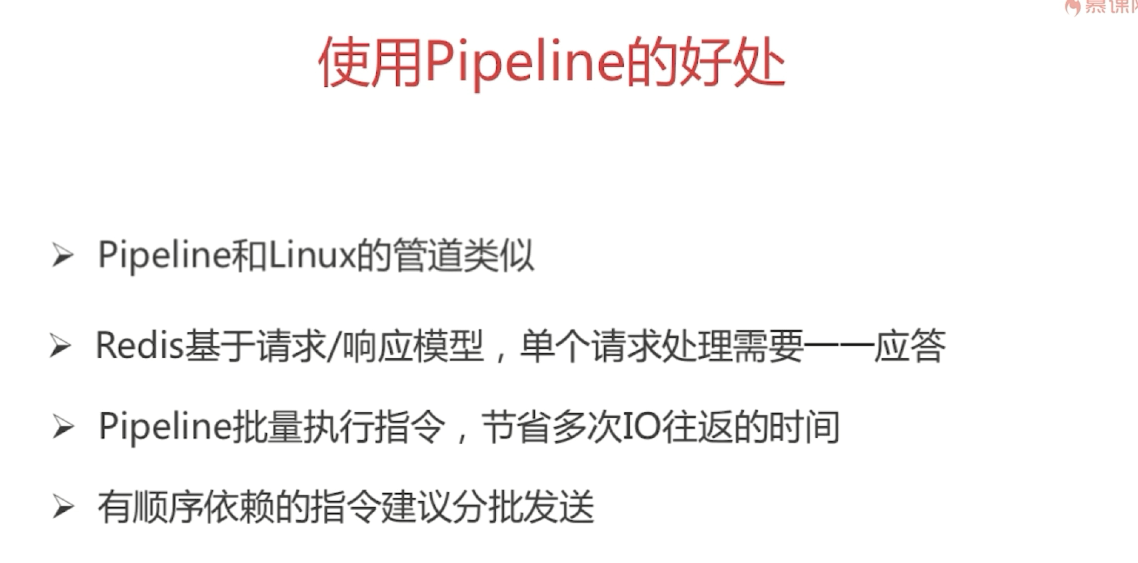 慕课网
使用Pipeline的好处
Pipeline和Linux的管道类似
Redis基于请求/响应模型，单个请求处理需要一一应答
Pipeline批量执行指令，节省多次IO往返的时间
有顺序依赖的指令建议分批发送